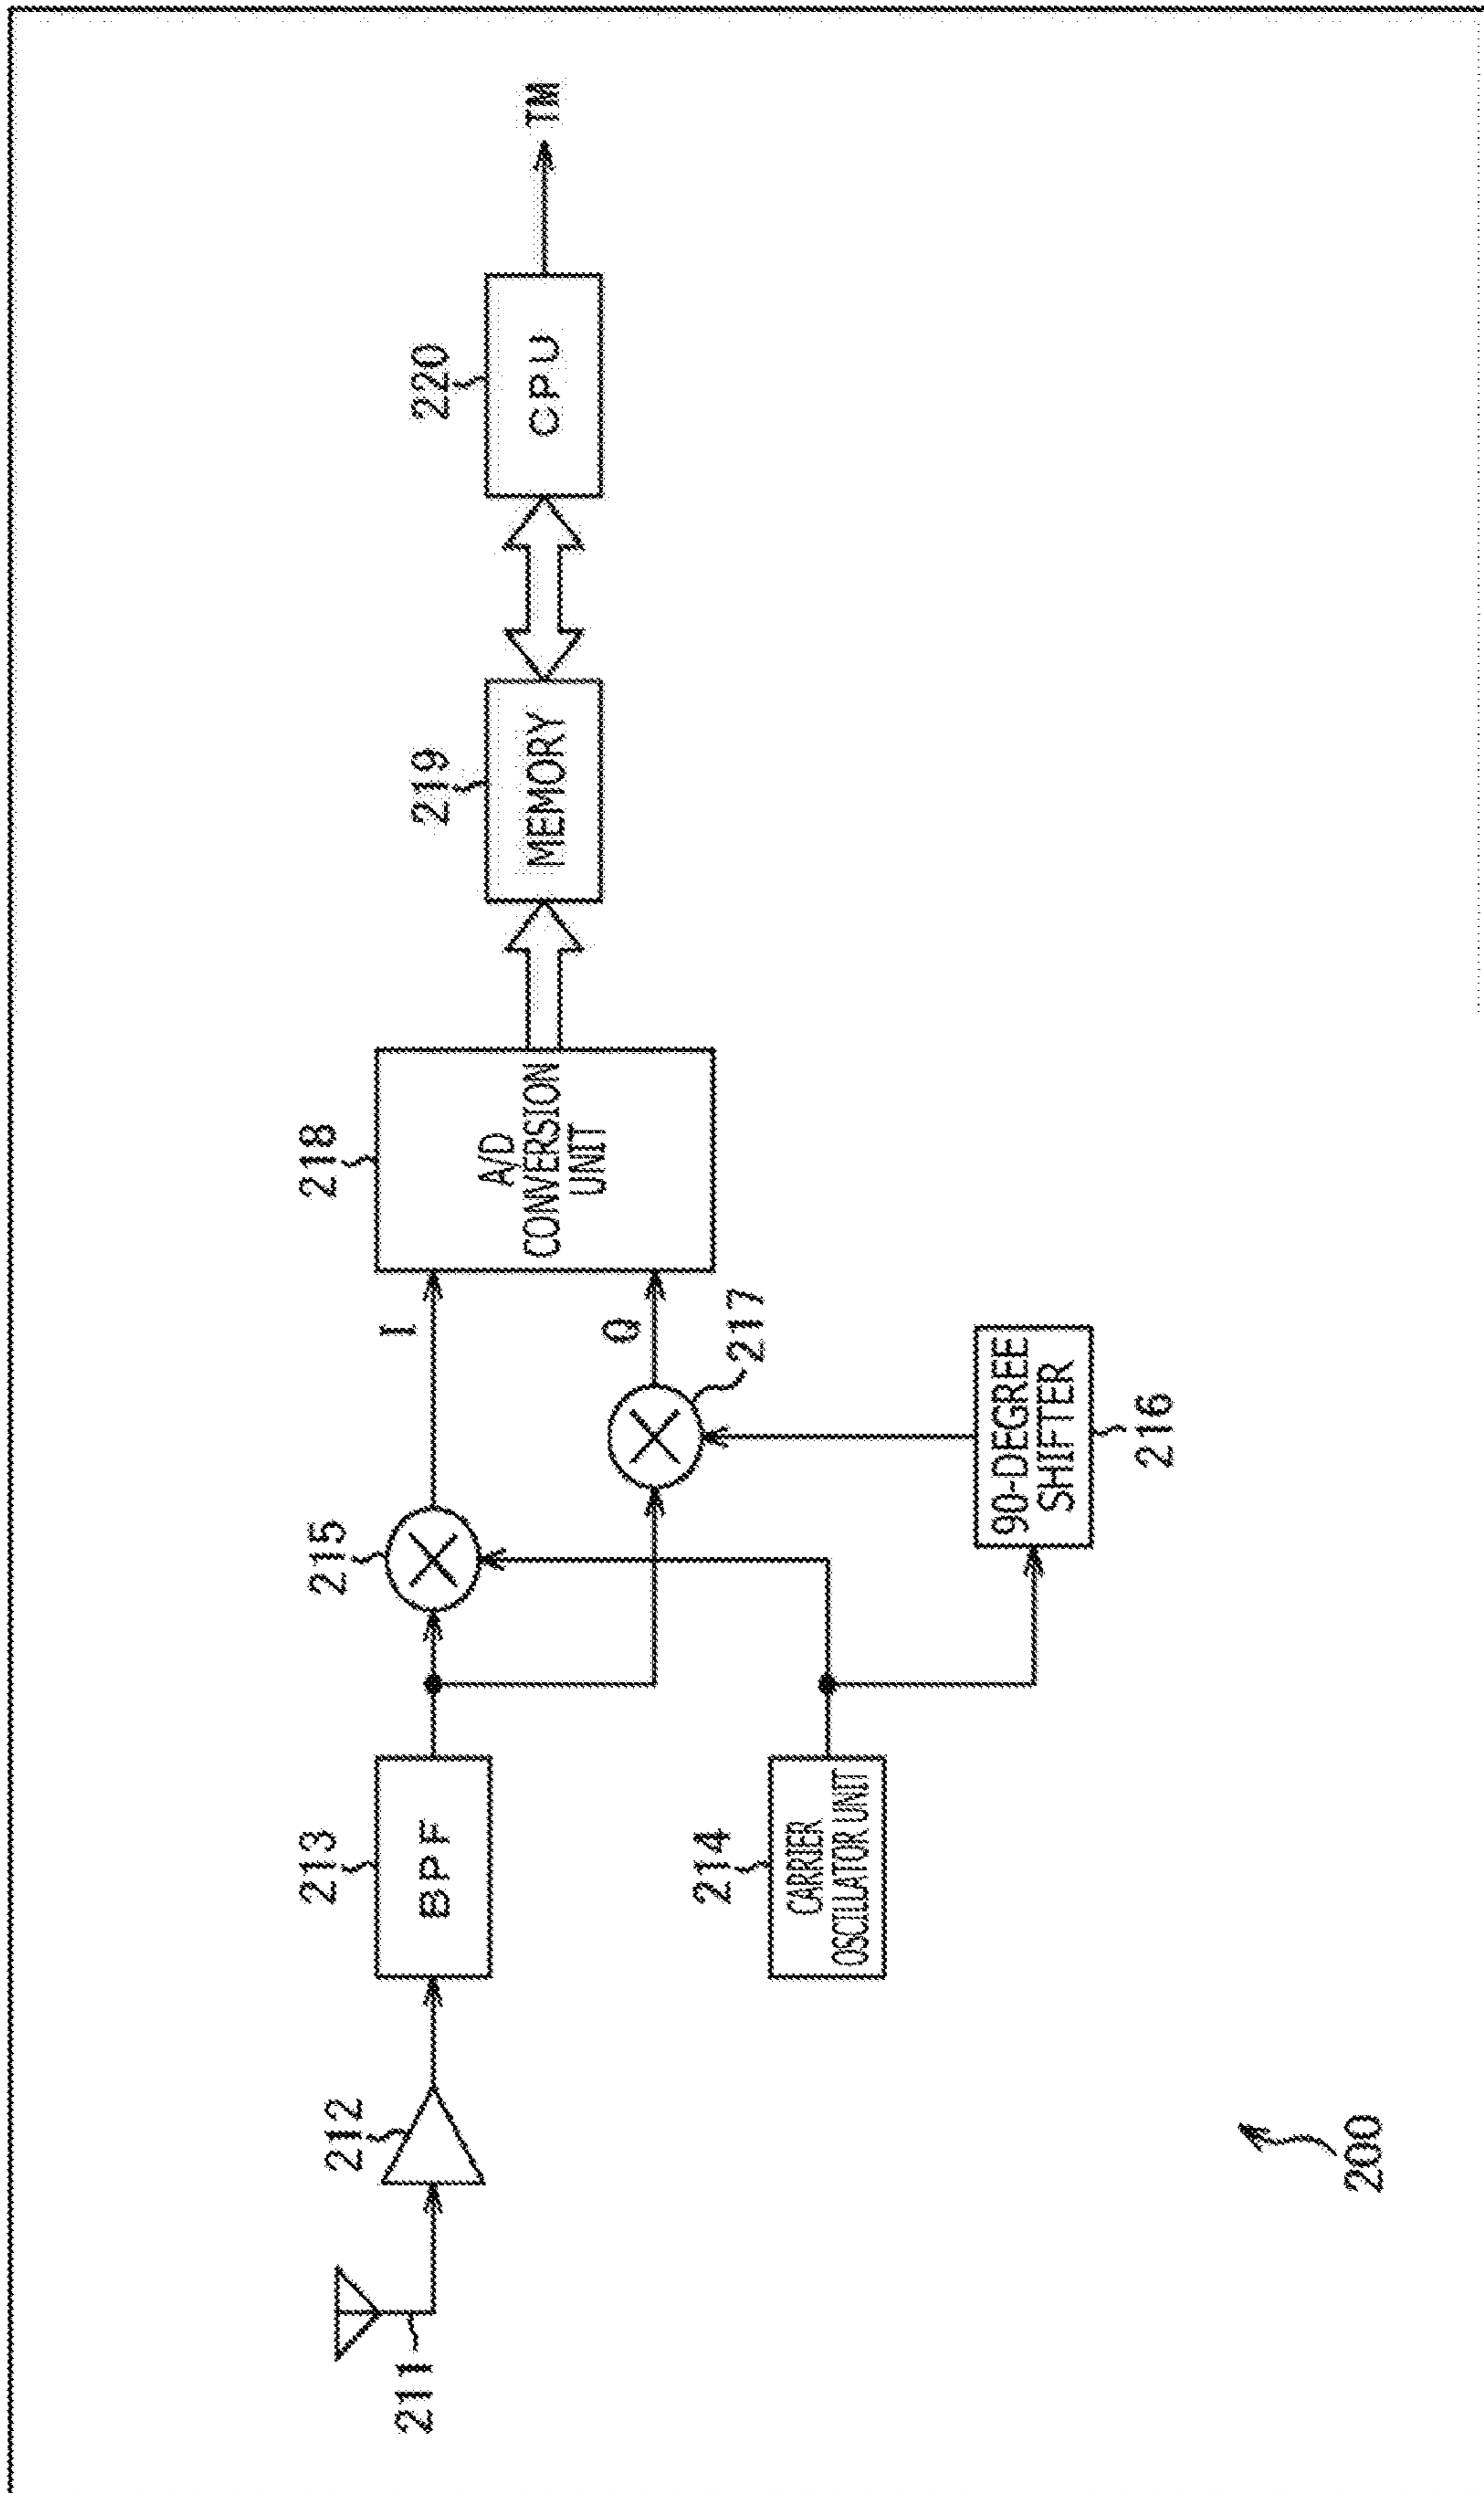 211
212
213
BPF
214
CARRIER
OSCILLATOR UNIT
215
216
90-DEGREE
SHIFTER
217
I
Q
218
A/D
CONVERSION
UNIT
219
MEMORY
220
CPU
TM
200